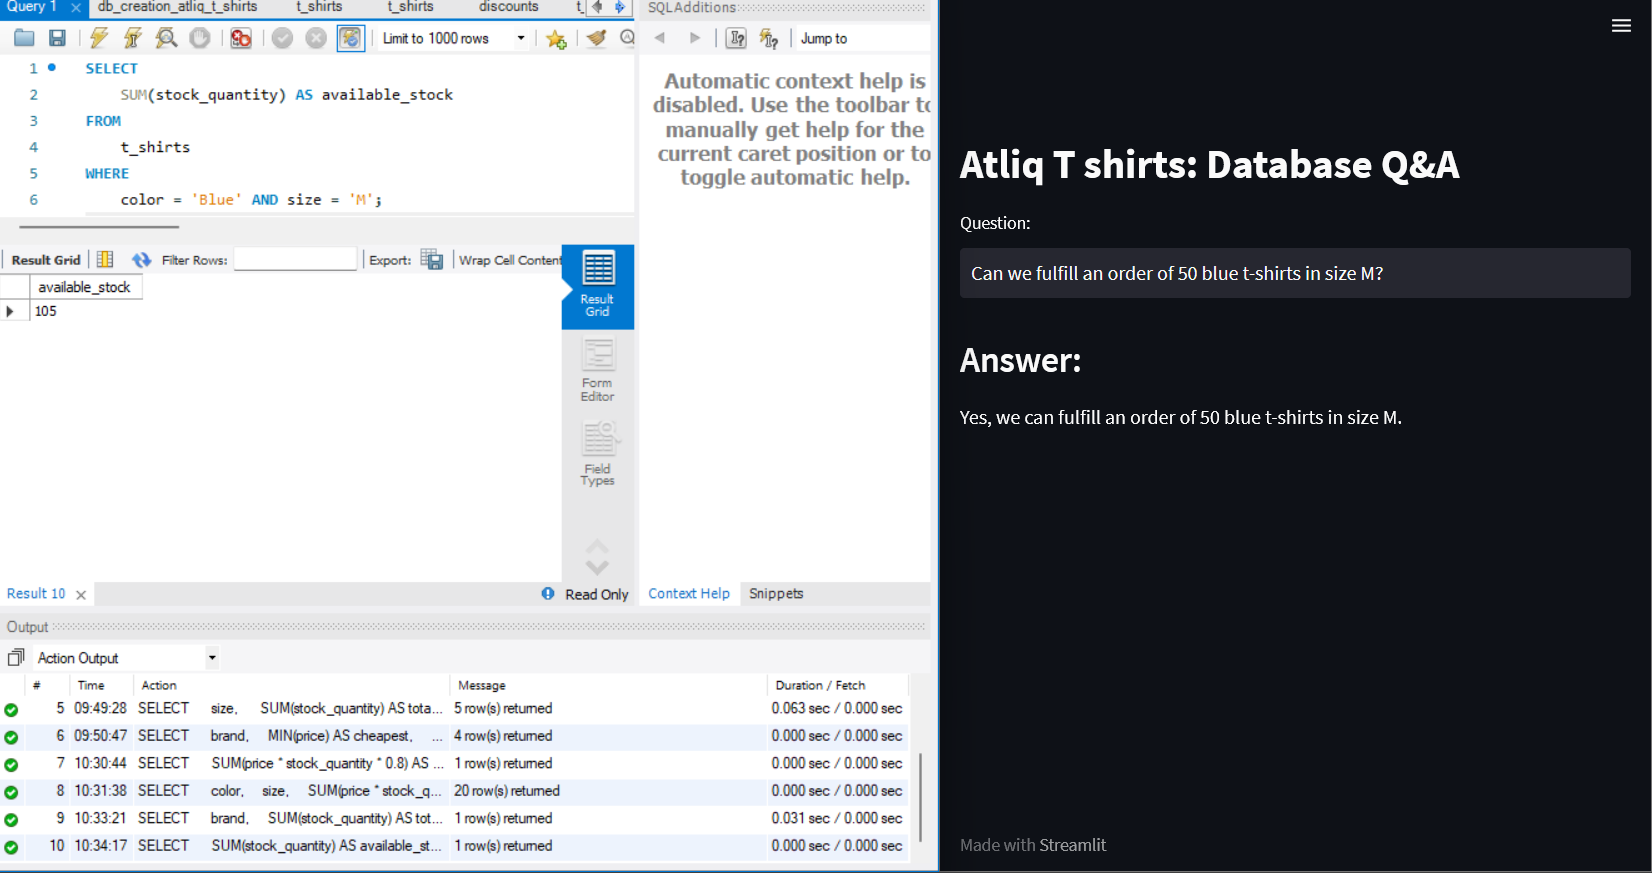 Query 1 db_creation_atliq_t_shirts t_shirts t_shirts discounts t_
Limit to 1000 rows
1 SELECT
2 SUM(stock_quantity) AS available_stock
3 FROM
4 t_shirts
5 WHERE
6 color = 'Blue' AND size = 'M';
Result Grid Filter Rows: Export: Wrap Cell Content
available_stock
105
Result
Grid
Form
Editor
Field
Types
Result 10 Read Only
SQLAdditions
Jump to
Automatic context help is
disabled. Use the toolbar to
manually get help for the
current caret position or to
toggle automatic help.
Context Help Snippets
Output
Action Output
# Time Action Message Duration / Fetch
5 09:49:28 SELECT size, SUM(stock_quantity) AS tota... 5 row(s) returned 0.063 sec / 0.000 sec
6 09:50:47 SELECT brand, MIN(price) AS cheapest, ... 4 row(s) returned 0.000 sec / 0.000 sec
7 10:30:44 SELECT SUM(price * stock_quantity * 0.8) AS ... 1 row(s) returned 0.000 sec / 0.000 sec
8 10:31:38 SELECT color, size, SUM(price * stock_q... 20 row(s) returned 0.000 sec / 0.000 sec
9 10:33:21 SELECT brand, SUM(stock_quantity) AS tot... 1 row(s) returned 0.031 sec / 0.000 sec
10 10:34:17 SELECT SUM(stock_quantity) AS available_st... 1 row(s) returned 0.000 sec / 0.000 sec
Atliq T shirts: Database Q&A
Question:
Can we fulfill an order of 50 blue t-shirts in size M?
Answer:
Yes, we can fulfill an order of 50 blue t-shirts in size M.
Made with Streamlit